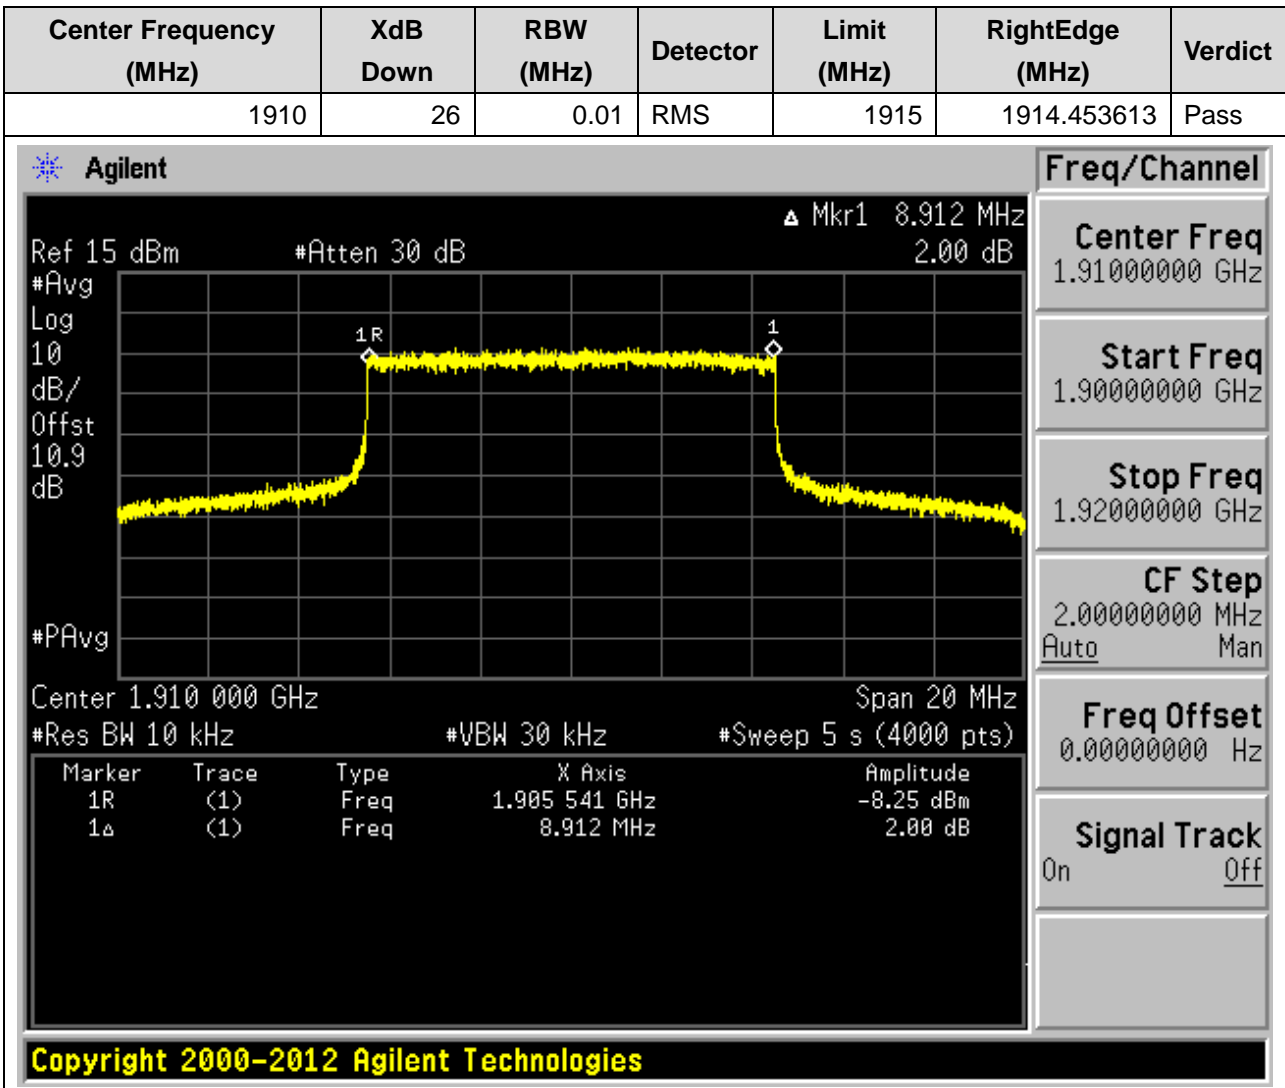 Center Frequency (MHz) XdB Down RBW (MHz) Detector Limit (MHz) RightEdge (MHz) Verdict
1910 26 0.01 RMS 1915 1914.453613 Pass
Agilent
Freq/Channel
Δ Mkr1 8.912 MHz
Ref 15 dBm #Atten 30 dB 2.00 dB
#Avg
Log
10
dB/
Offst
10.9
dB
#PAvg
1R
1
Center 1.910 000 GHz Span 20 MHz
#Res BW 10 kHz #VBW 30 kHz #Sweep 5 s (4000 pts)
Marker Trace Type X Axis Amplitude
1R (1) Freq 1.905 541 GHz -8.25 dBm
1Δ (1) Freq 8.912 MHz 2.00 dB
Center Freq
1.91000000 GHz
Start Freq
1.90000000 GHz
Stop Freq
1.92000000 GHz
CF Step
2.00000000 MHz
Auto Man
Freq Offset
0.00000000 Hz
Signal Track
On Off
Copyright 2000-2012 Agilent Technologies